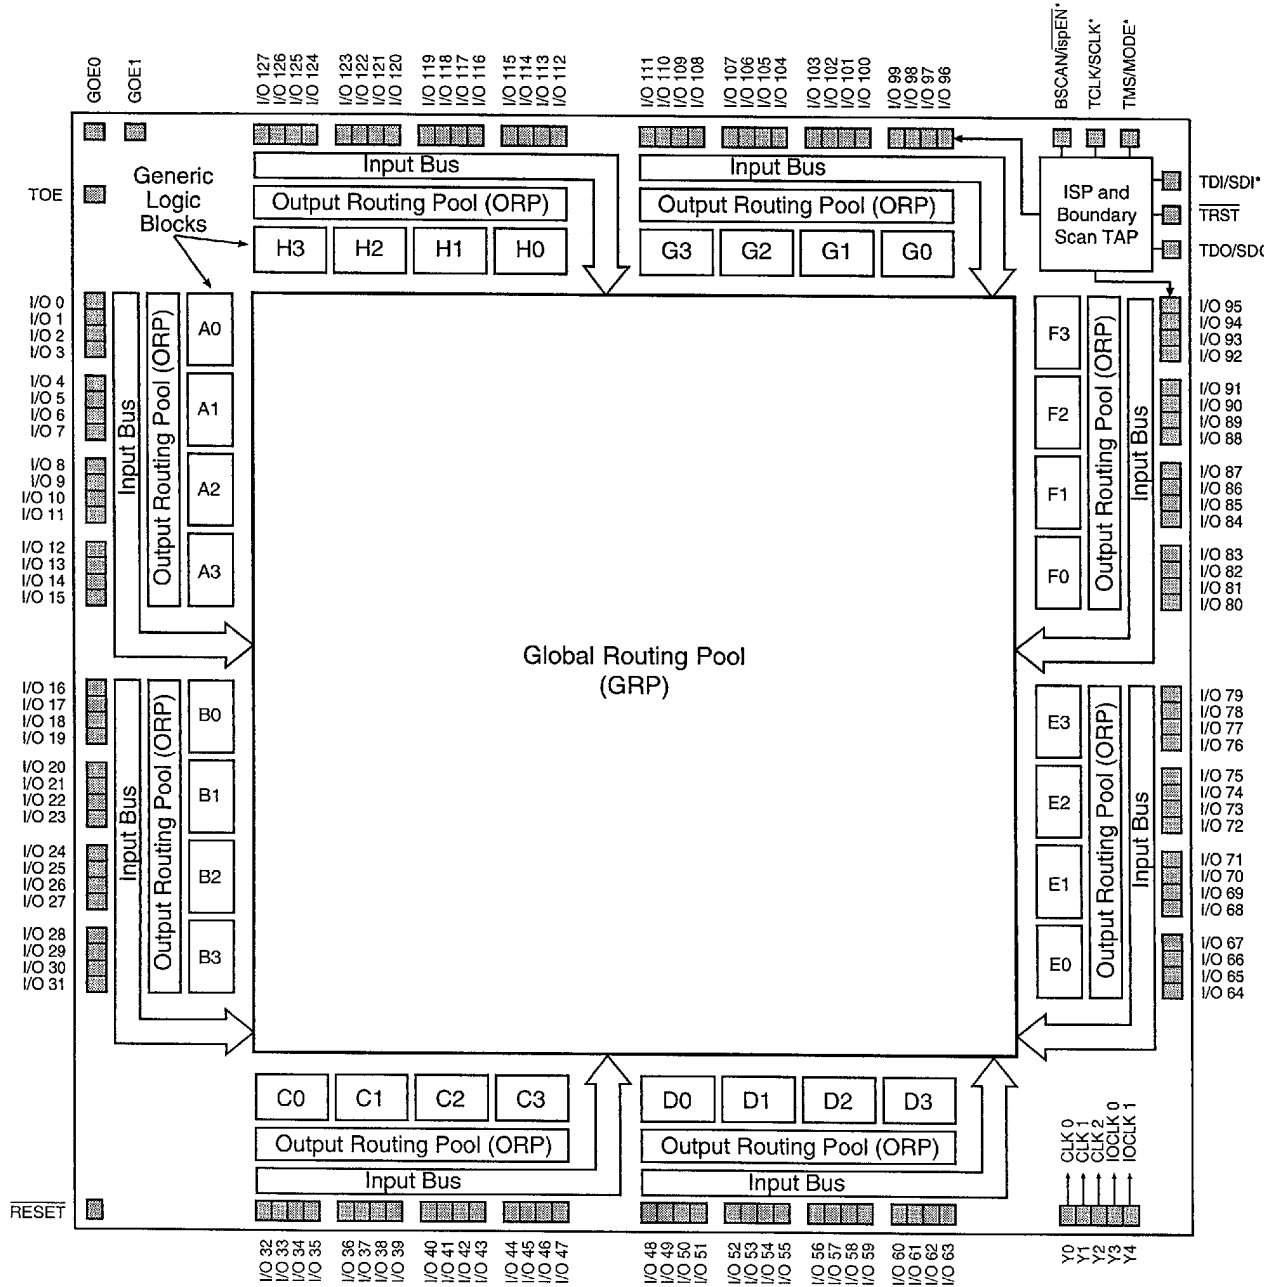 GOE0
GOE1
I/O 127
I/O 126
I/O 125
I/O 124
I/O 123
I/O 122
I/O 121
I/O 120
I/O 119
I/O 118
I/O 117
I/O 116
I/O 115
I/O 114
I/O 113
I/O 112
I/O 111
I/O 110
I/O 109
I/O 108
I/O 107
I/O 106
I/O 105
I/O 104
I/O 103
I/O 102
I/O 101
I/O 100
I/O 99
I/O 98
I/O 97
I/O 96
BSCAN/ispEN*
TCLK/SCLK*
TMS/MODE*
TOE
Generic
Logic
Blocks
Input Bus
Output Routing Pool (ORP)
H3
H2
H1
H0
Input Bus
Output Routing Pool (ORP)
G3
G2
G1
G0
ISP and
Boundary
Scan TAP
TDI/SDI*
TRST
TDO/SDO
I/O 0
I/O 1
I/O 2
I/O 3
I/O 4
I/O 5
I/O 6
I/O 7
I/O 8
I/O 9
I/O 10
I/O 11
I/O 12
I/O 13
I/O 14
I/O 15
Input Bus
Output Routing Pool (ORP)
A0
A1
A2
A3
I/O 16
I/O 17
I/O 18
I/O 19
I/O 20
I/O 21
I/O 22
I/O 23
I/O 24
I/O 25
I/O 26
I/O 27
I/O 28
I/O 29
I/O 30
I/O 31
Input Bus
Output Routing Pool (ORP)
B0
B1
B2
B3
Global Routing Pool
(GRP)
F3
F2
F1
F0
Output Routing Pool (ORP)
Input Bus
I/O 95
I/O 94
I/O 93
I/O 92
I/O 91
I/O 90
I/O 89
I/O 88
I/O 87
I/O 86
I/O 85
I/O 84
I/O 83
I/O 82
I/O 81
I/O 80
E3
E2
E1
E0
Output Routing Pool (ORP)
Input Bus
I/O 79
I/O 78
I/O 77
I/O 76
I/O 75
I/O 74
I/O 73
I/O 72
I/O 71
I/O 70
I/O 69
I/O 68
I/O 67
I/O 66
I/O 65
I/O 64
C0
C1
C2
C3
Output Routing Pool (ORP)
Input Bus
D0
D1
D2
D3
Output Routing Pool (ORP)
Input Bus
CLK 0
CLK 1
CLK 2
IOCLK 0
IOCLK 1
RESET
I/O 32
I/O 33
I/O 34
I/O 35
I/O 36
I/O 37
I/O 38
I/O 39
I/O 40
I/O 41
I/O 42
I/O 43
I/O 44
I/O 45
I/O 46
I/O 47
I/O 48
I/O 49
I/O 50
I/O 51
I/O 52
I/O 53
I/O 54
I/O 55
I/O 56
I/O 57
I/O 58
I/O 59
I/O 60
I/O 61
I/O 62
I/O 63
Y0
Y1
Y2
Y3
Y4